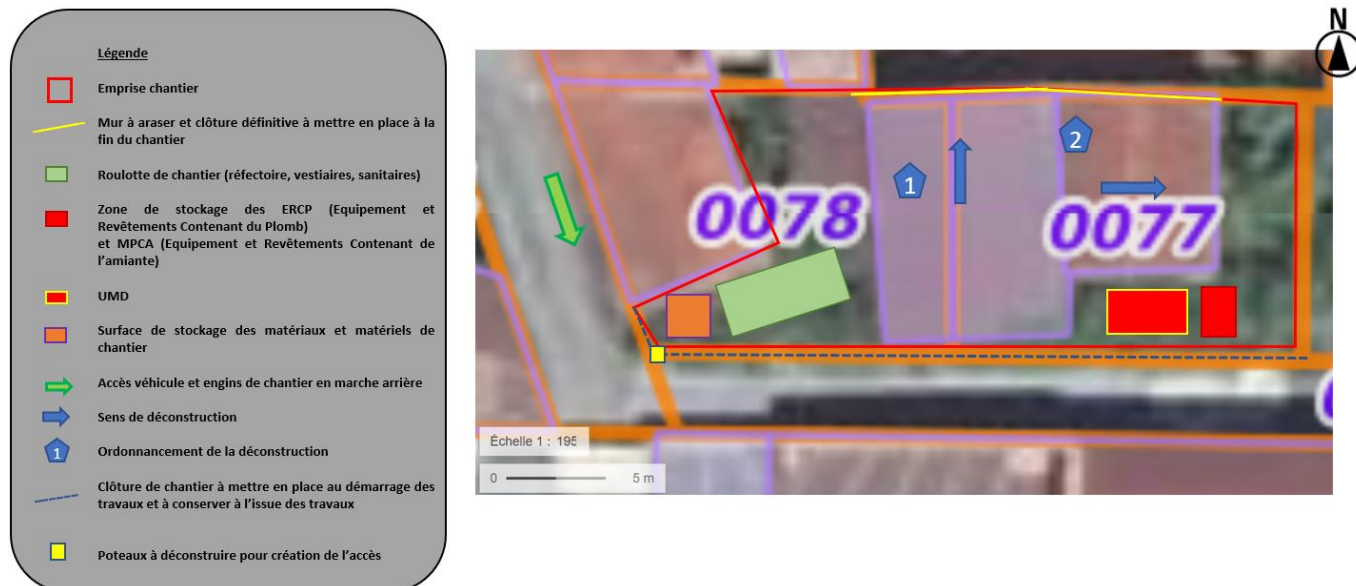 Légende
Emprise chantier
Mur à araser et clôture définitive à mettre en place à la
fin du chantier
Roulotte de chantier (réfectoire, vestiaires, sanitaires)
Zone de stockage des ERCP (Equipement et
Revêtements Contenant du Plomb)
et MPCA (Equipement et Revêtements Contenant de
l’amiante)
UMD
Surface de stockage des matériaux et matériels de
chantier
Accès véhicule et engins de chantier en marche arrière
Sens de déconstruction
1
Ordonnancement de la déconstruction
Clôture de chantier à mettre en place au démarrage des
travaux et à conserver à l’issue des travaux
Poteaux à déconstruire pour création de l’accès
N
2
1
0078
0077
Échelle 1 : 195
0
5 m